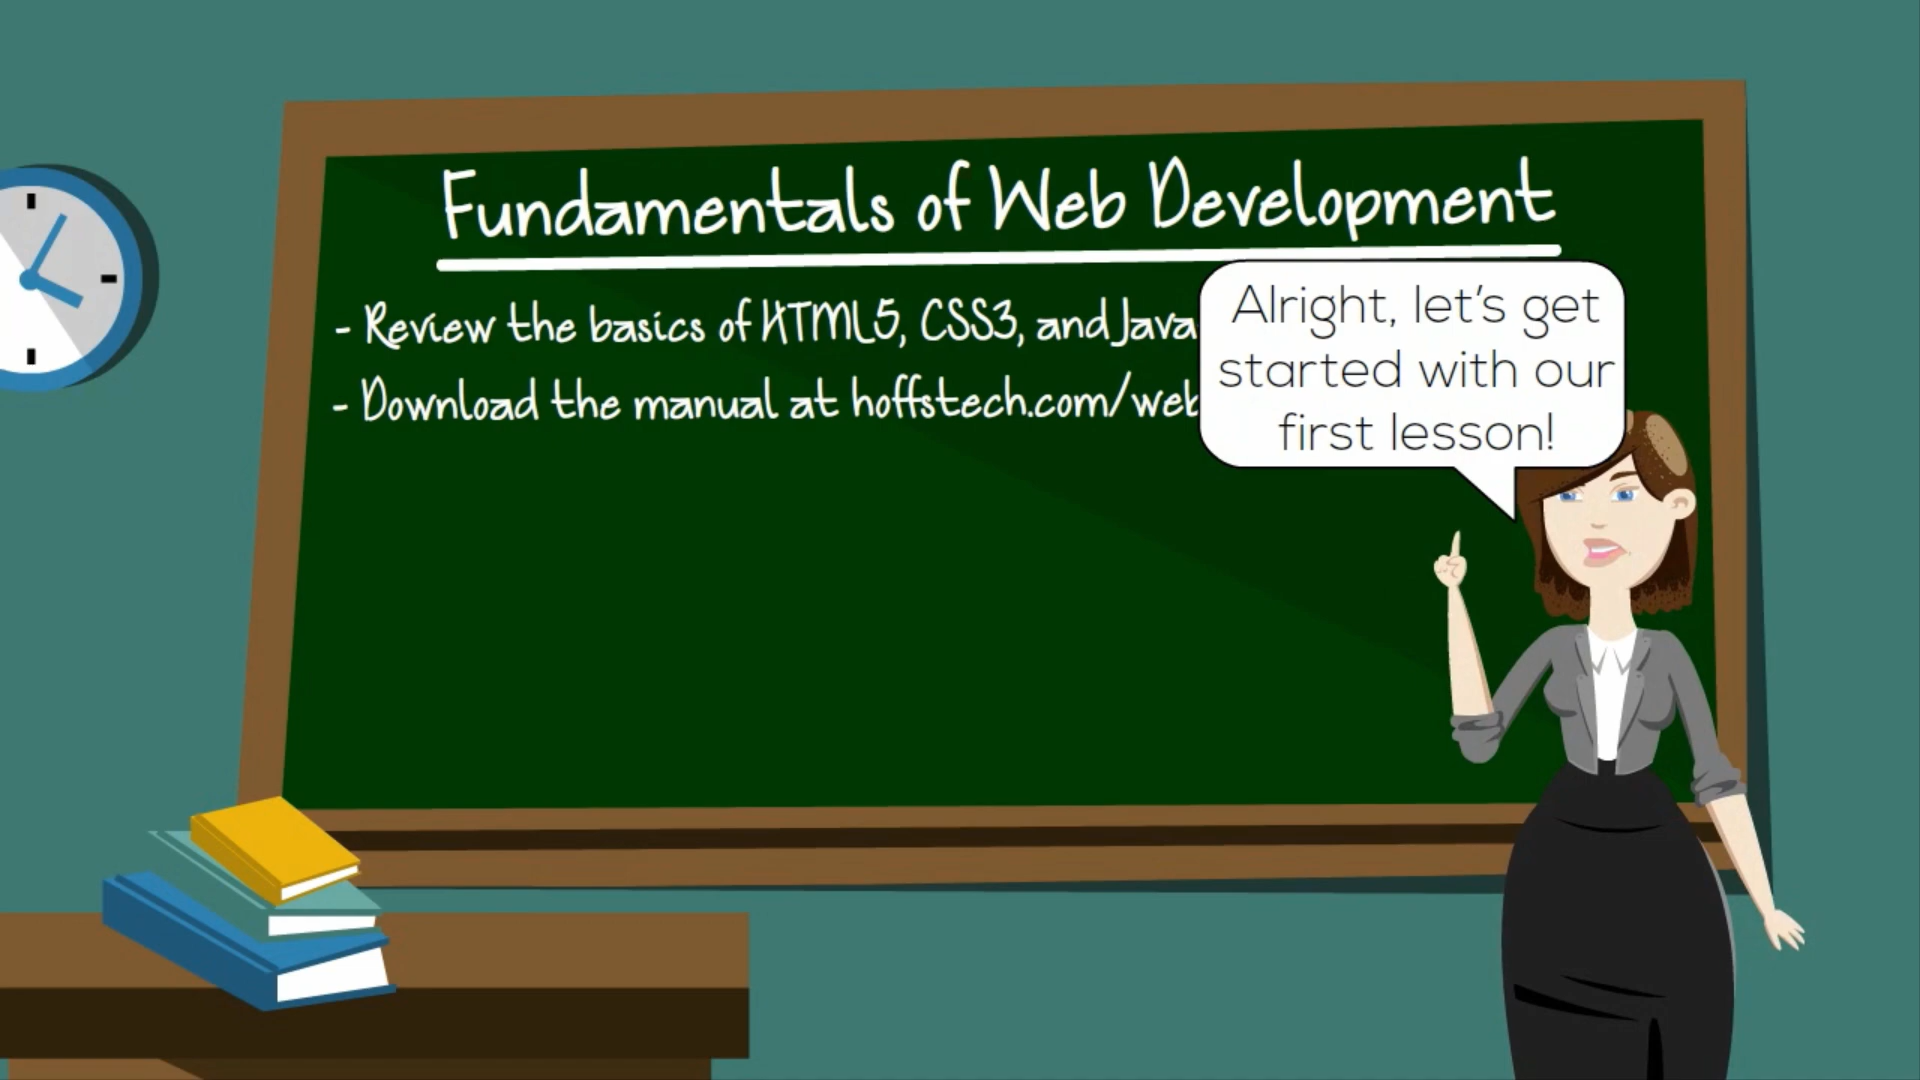 Fundamentals of Web Development
- Review the basics of HTML5, CSS3, and Java
- Download the manual at hoffstech.com/web
Alright, let's get
started with our
first lesson!